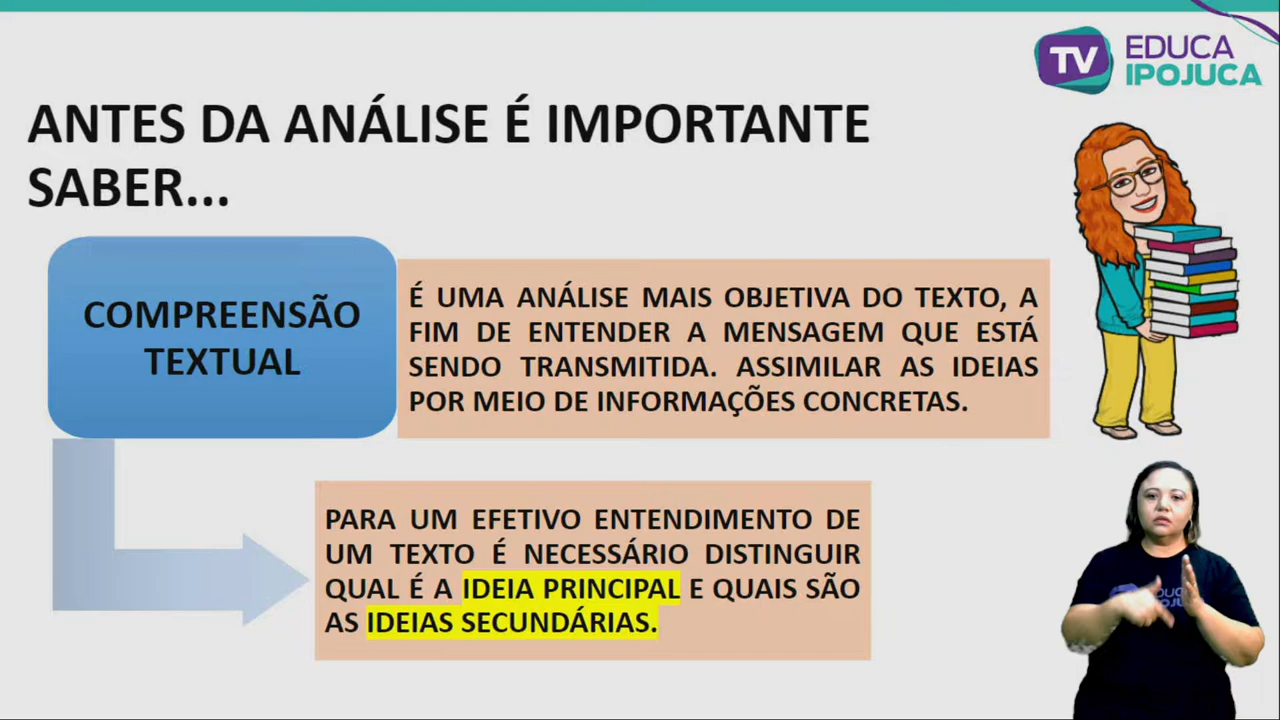 TV EDUCA
IPOJUCA
ANTES DA ANÁLISE É IMPORTANTE
SABER...
COMPREENSÃO
TEXTUAL
É UMA ANÁLISE MAIS OBJETIVA DO TEXTO, A
FIM DE ENTENDER A MENSAGEM QUE ESTÁ
SENDO TRANSMITIDA. ASSIMILAR AS IDEIAS
POR MEIO DE INFORMAÇÕES CONCRETAS.
PARA UM EFETIVO ENTENDIMENTO DE
UM TEXTO É NECESSÁRIO DISTINGUIR
QUAL É A IDEIA PRINCIPAL E QUAIS SÃO
AS IDEIAS SECUNDÁRIAS.